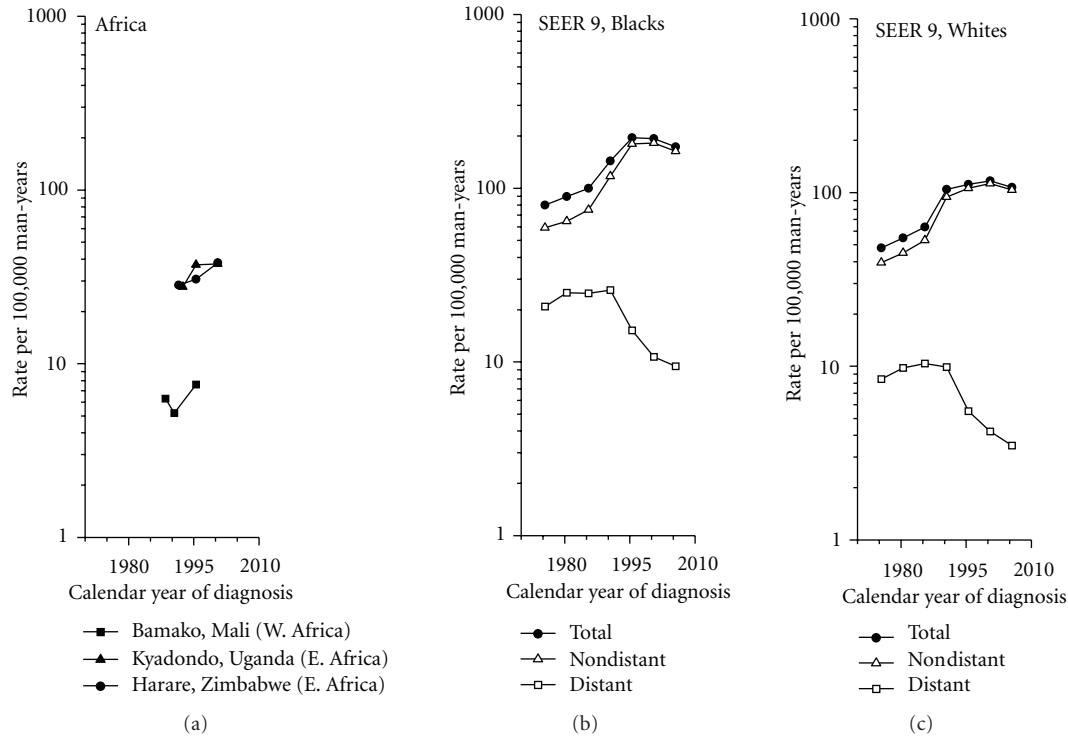 Africa
1000
100
10
1
Rate per 100,000 man-years
1980 1995 2010
Calendar year of diagnosis
Bamako, Mali (W. Africa)
Kyadondo, Uganda (E. Africa)
Harare, Zimbabwe (E. Africa)
(a)
SEER 9, Blacks
1000
100
10
1
Rate per 100,000 man-years
1980 1995 2010
Calendar year of diagnosis
Total
Nondistant
Distant
(b)
SEER 9, Whites
1000
100
10
1
Rate per 100,000 man-years
1980 1995 2010
Calendar year of diagnosis
Total
Nondistant
Distant
(c)